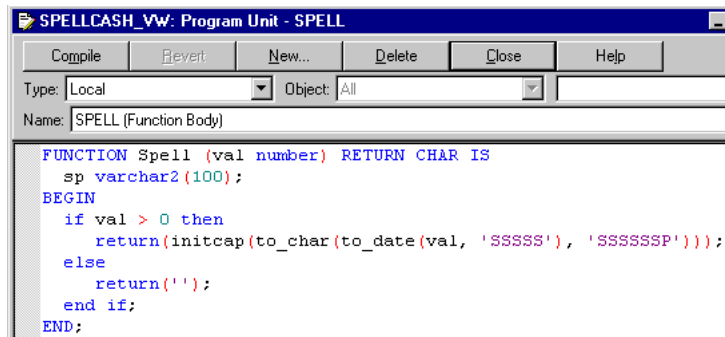 SPELLCASH_VW: Program Unit - SPELL
Compile Revert New... Delete Close Help
Type: Local Object: All
Name: SPELL (Function Body)
FUNCTION Spell (val number) RETURN CHAR IS
sp varchar2(100);
BEGIN
if val > 0 then
return(initcap(to_char(to_date(val, 'SSSSS'), 'SSSSSSP')));
else
return('');
end if;
END;